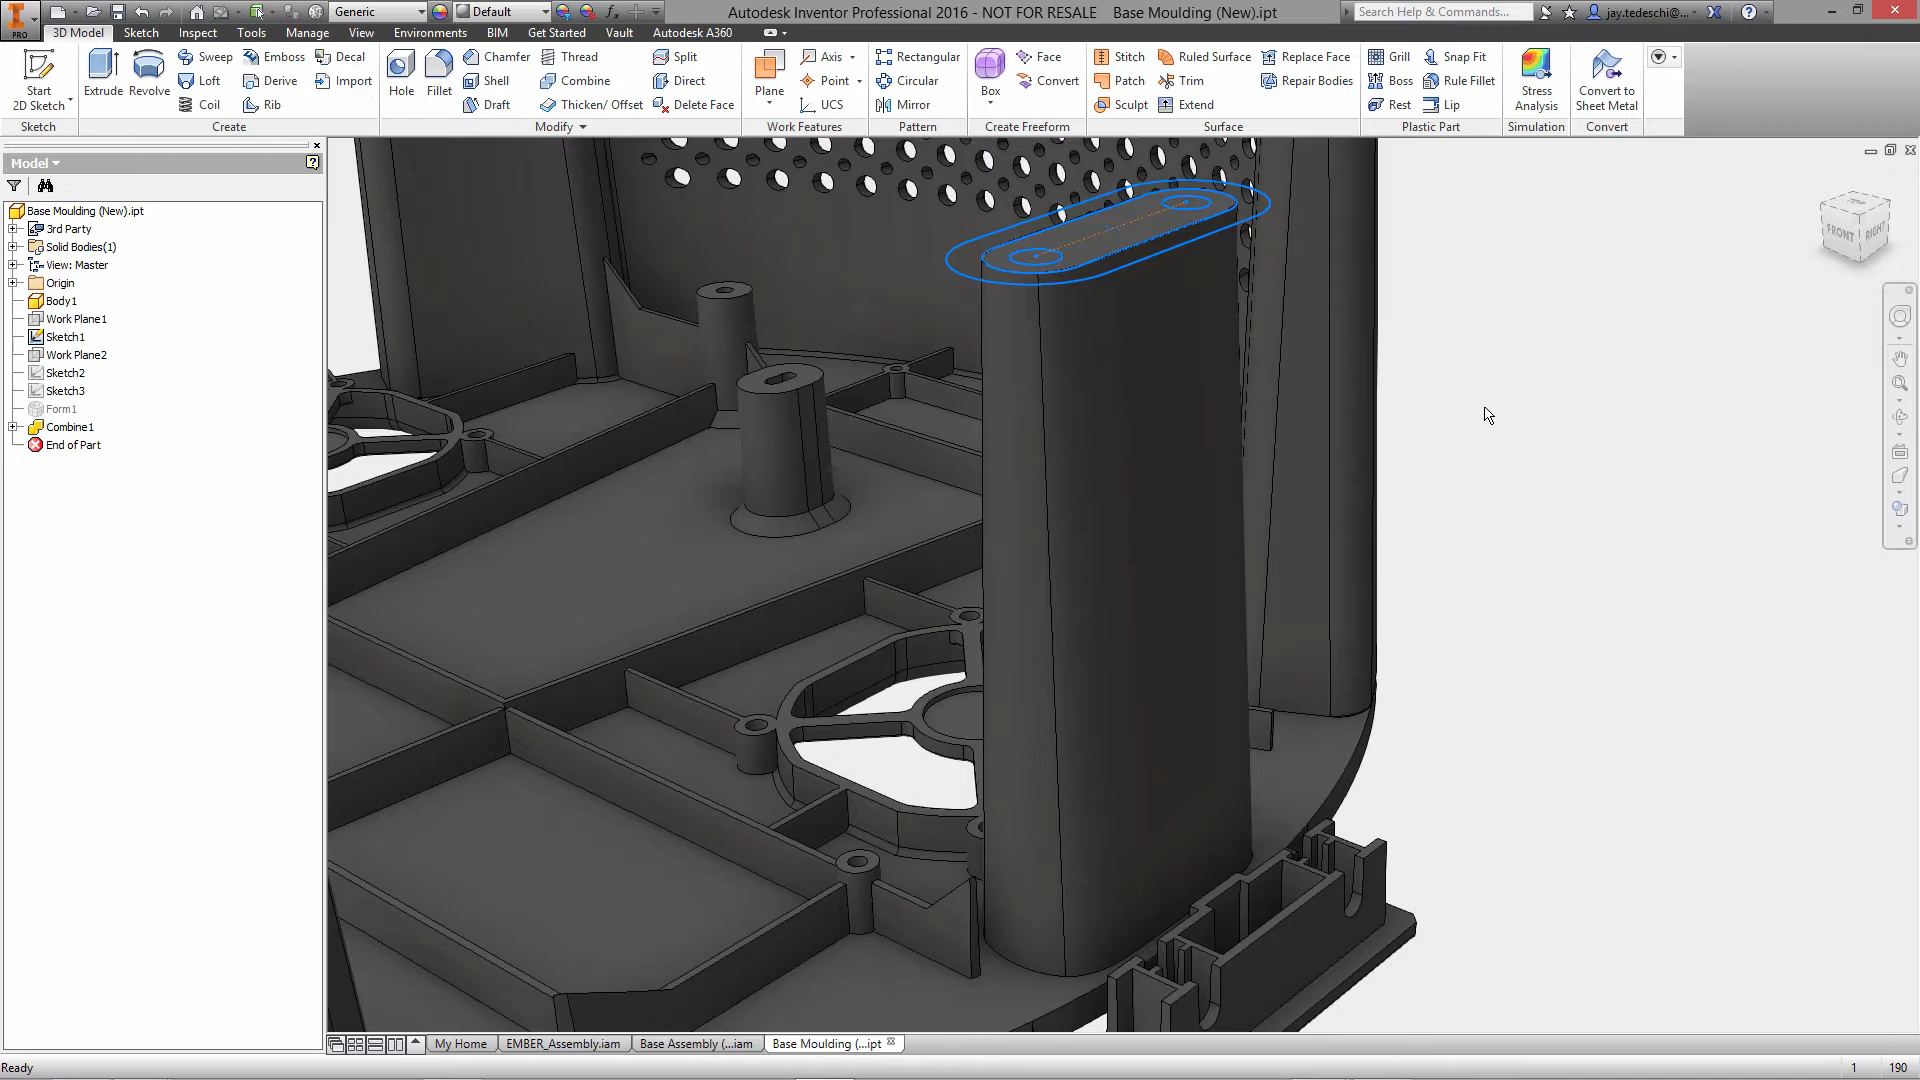 Generic
Default
fx
Autodesk Inventor Professional 2016 - NOT FOR RESALE Base Moulding (New).ipt
Search Help & Commands...
jay.tedeschi@...
PRO
3D Model Sketch Inspect Tools Manage View Environments BIM Get Started Vault Autodesk A360
Start
2D Sketch
Sketch
Extrude Revolve
Sweep Emboss Decal
Loft Derive Import
Coil Rib
Create
Hole Fillet
Chamfer Thread Split
Shell Combine Direct
Draft Thicken/ Offset Delete Face
Modify
Plane
Axis
Point
UCS
Work Features
Rectangular
Circular
Mirror
Pattern
Box
Face
Convert
Create Freeform
Stitch Ruled Surface Replace Face
Patch Trim Repair Bodies
Sculpt Extend
Surface
Grill Snap Fit
Boss Rule Fillet
Rest Lip
Plastic Part
Stress
Analysis
Simulation
Convert to
Sheet Metal
Convert
Model
Base Moulding (New).ipt
3rd Party
Solid Bodies(1)
View: Master
Origin
Body1
Work Plane1
Sketch1
Work Plane2
Sketch2
Sketch3
Form1
Combine1
End of Part
TOP
FRONT
RIGHT
My Home EMBER_Assembly.iam Base Assembly (...iam Base Moulding (...ipt
Ready
1 190